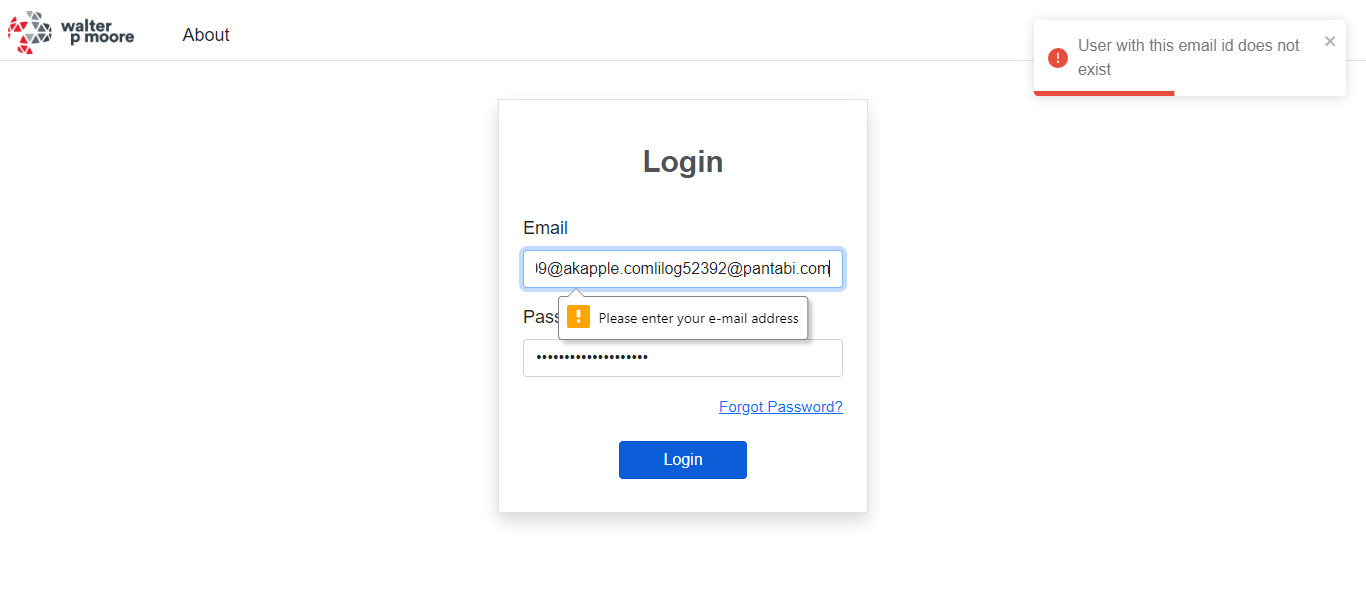 walter
p moore
About
User with this email id does not
exist
Login
Email
9@akapple.comlilog52392@pantabi.com
Please enter your e-mail address
Pass
•••••••••••••••••••
Forgot Password?
Login